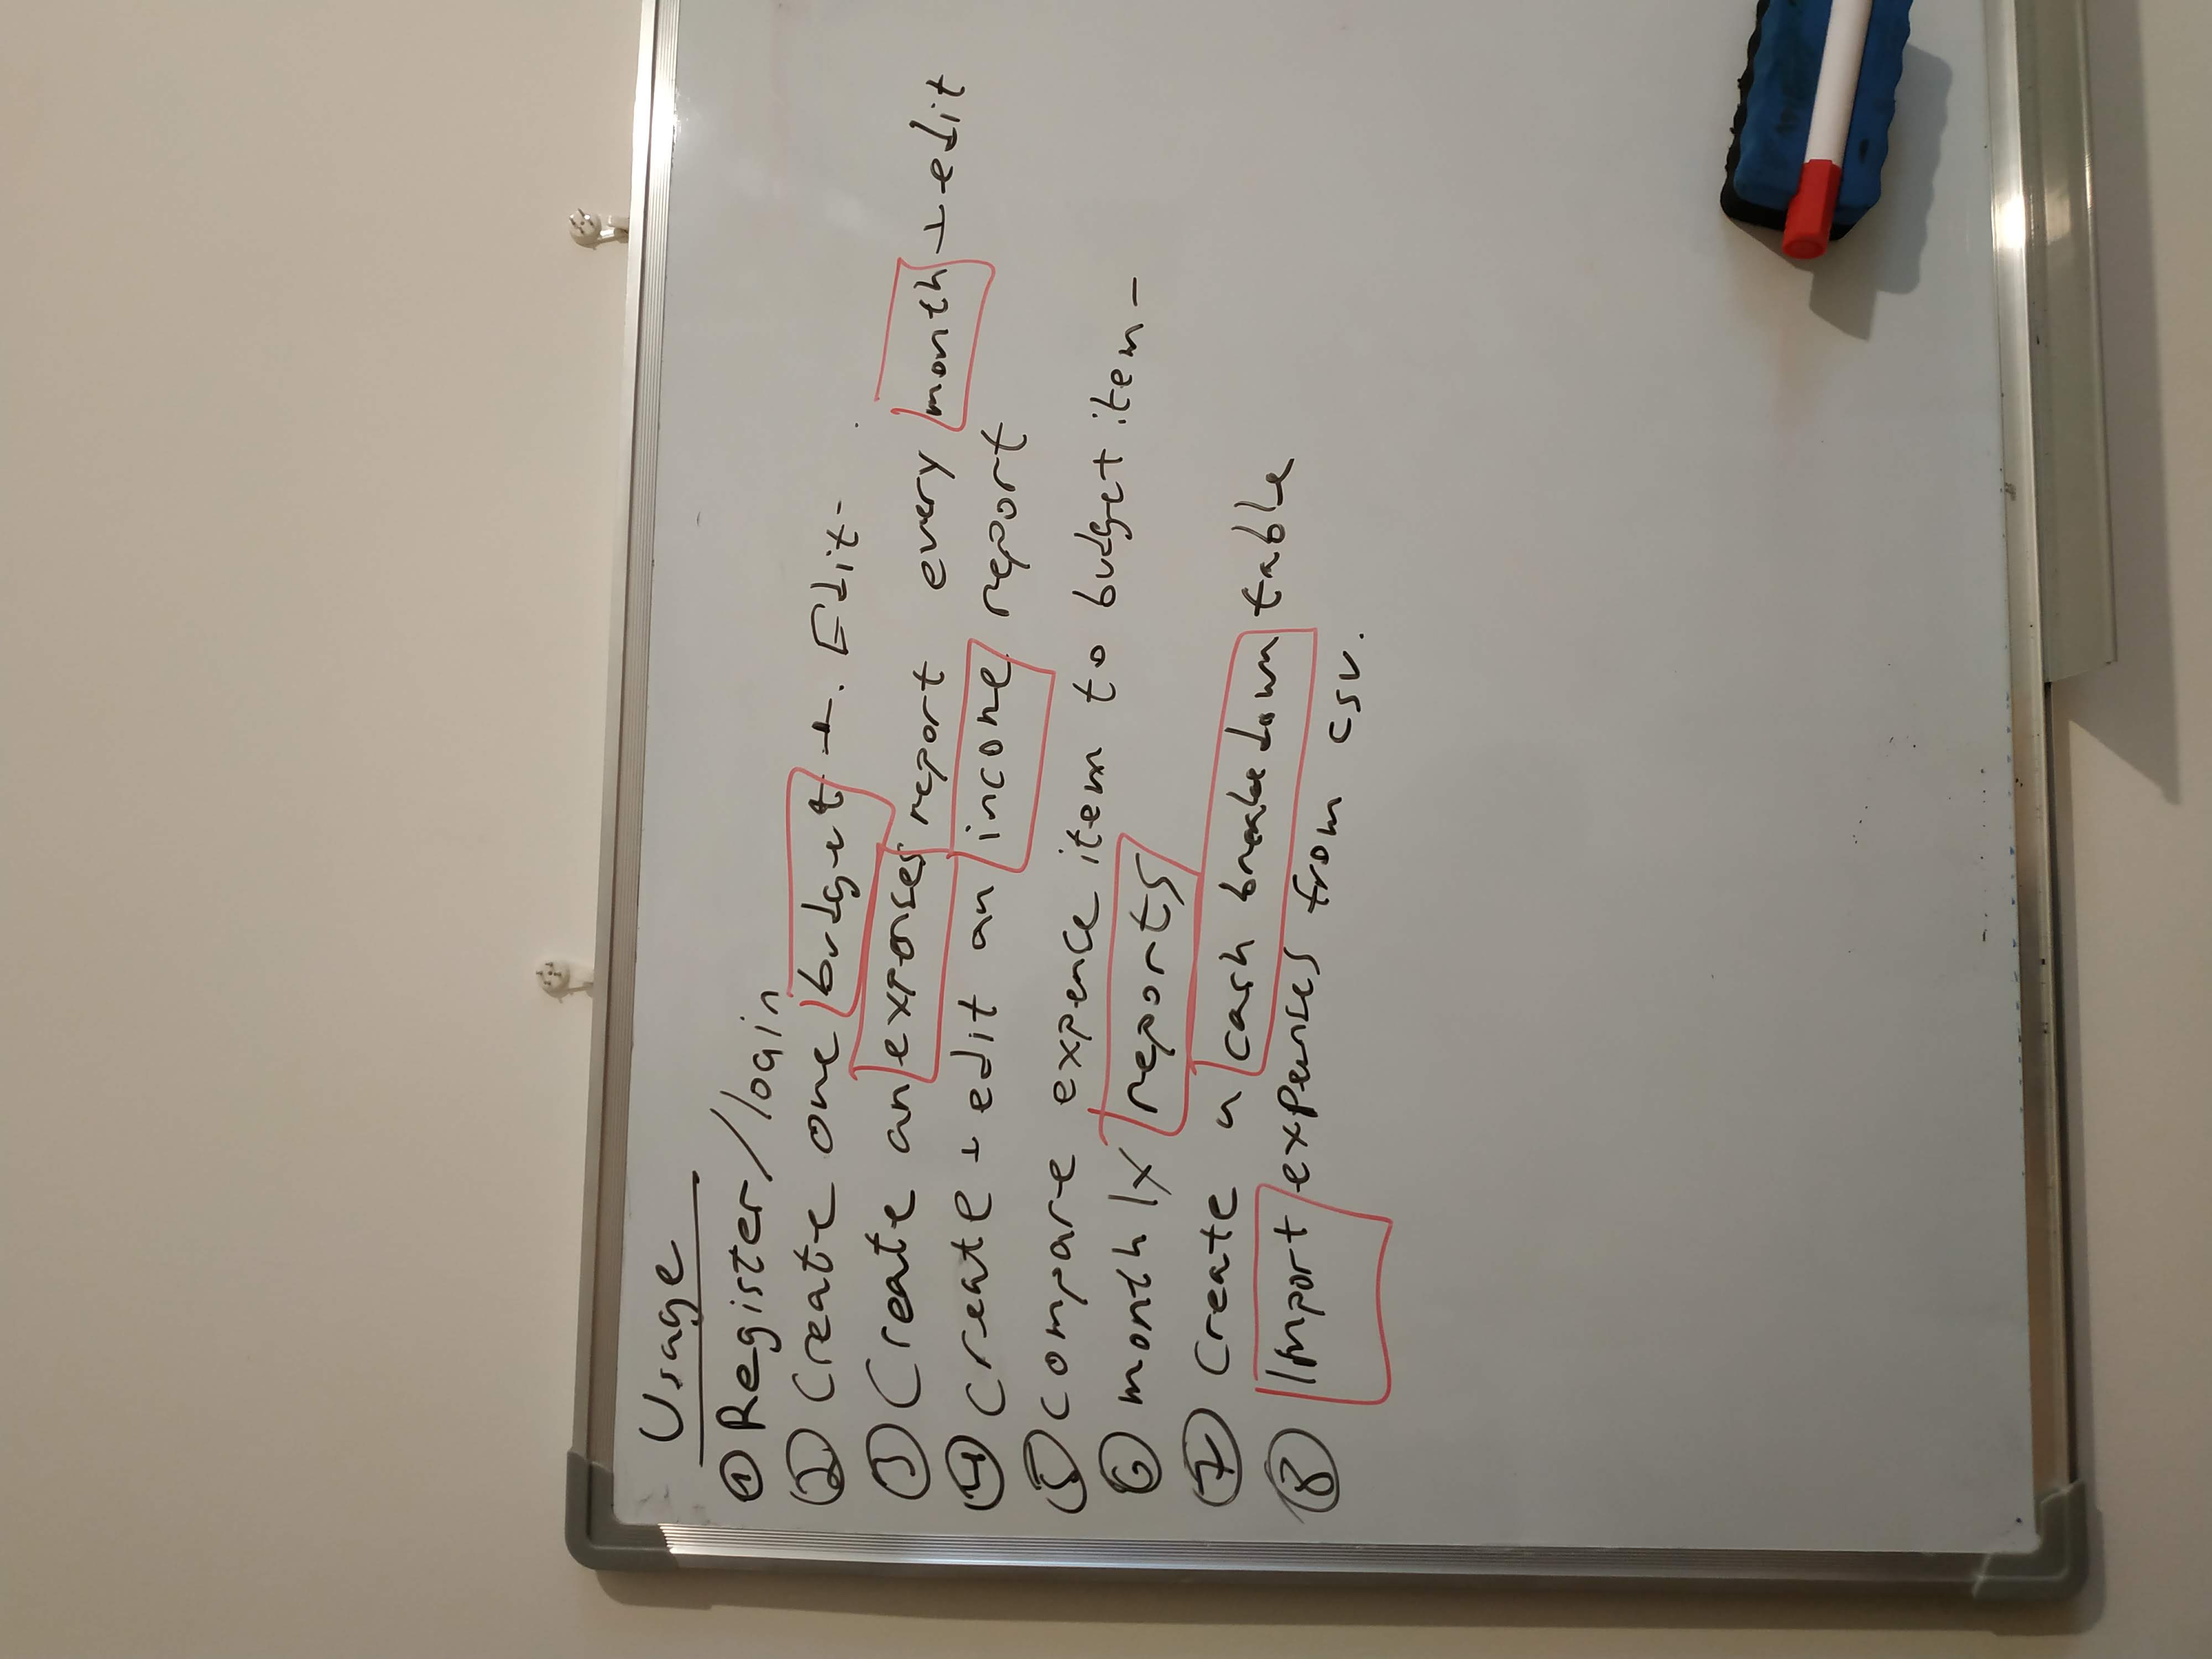 Usage
① Register/login
② Create one budget +. Edit-
③ Create an expenses report every month + edit
④ Create + edit an income report
⑤ compare expence item to budget item-
⑥ monthly reports
⑦ Create a cash breakedown table
⑧ Import expenses from csv.